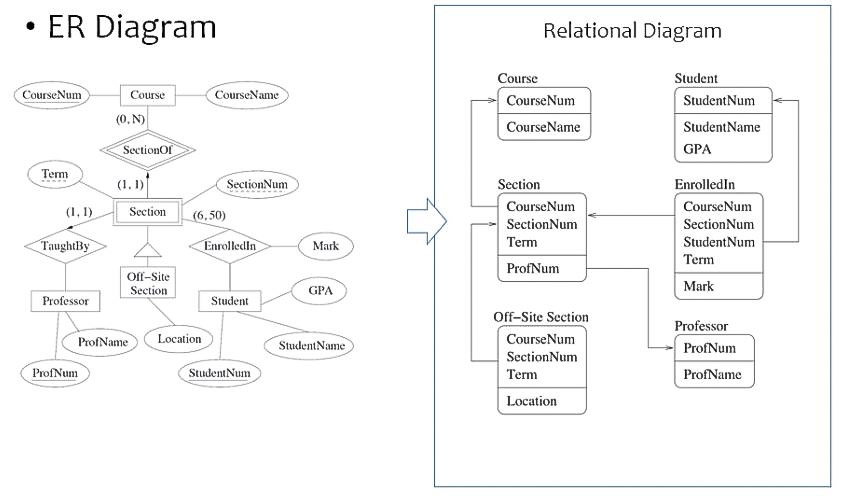 • ER Diagram
CourseNum
Course
CourseName
(0, N)
SectionOf
Term
(1, 1)
SectionNum
(1, 1)
Section
(6, 50)
TaughtBy
EnrolledIn
Mark
Off–Site
Section
GPA
Professor
Student
ProfName
Location
StudentName
ProfNum
StudentNum
Relational Diagram
Course
CourseNum
CourseName
Student
StudentNum
StudentName
GPA
Section
CourseNum
SectionNum
Term
ProfNum
EnrolledIn
CourseNum
SectionNum
StudentNum
Term
Mark
Off–Site Section
CourseNum
SectionNum
Term
Location
Professor
ProfNum
ProfName